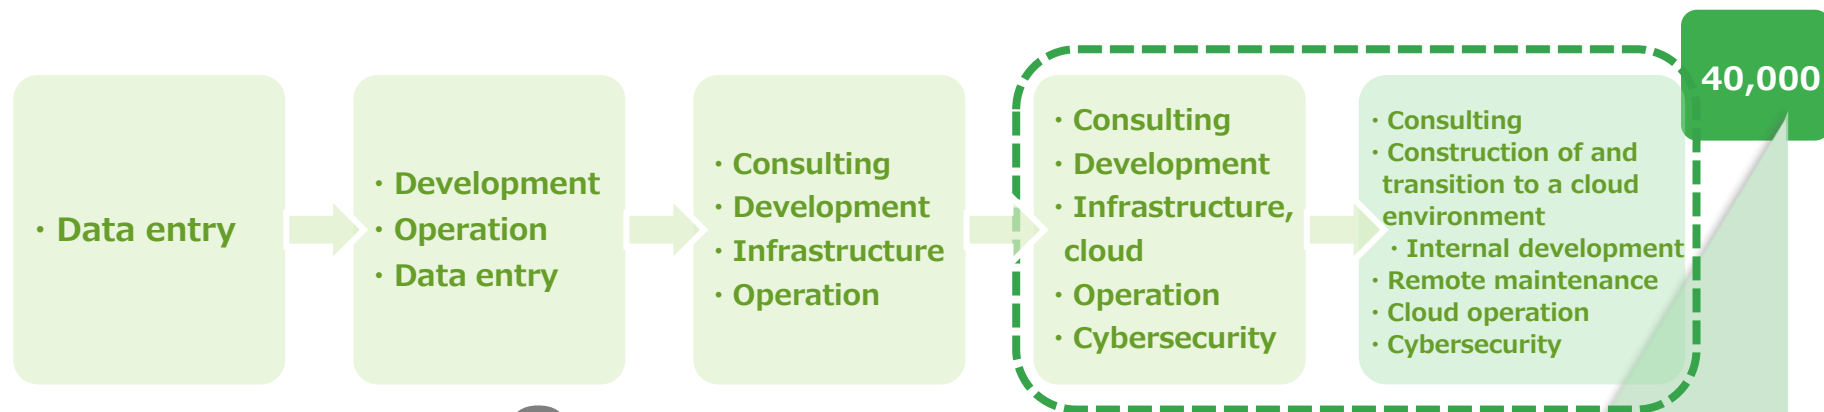 ・Data entry
・Development
・Operation
・Data entry
・Consulting
・Development
・Infrastructure
・Operation
・Consulting
・Development
・Infrastructure,
cloud
・Operation
・Cybersecurity
・Consulting
・Construction of and
transition to a cloud
environment
・Internal development
・Remote maintenance
・Cloud operation
・Cybersecurity
40,000